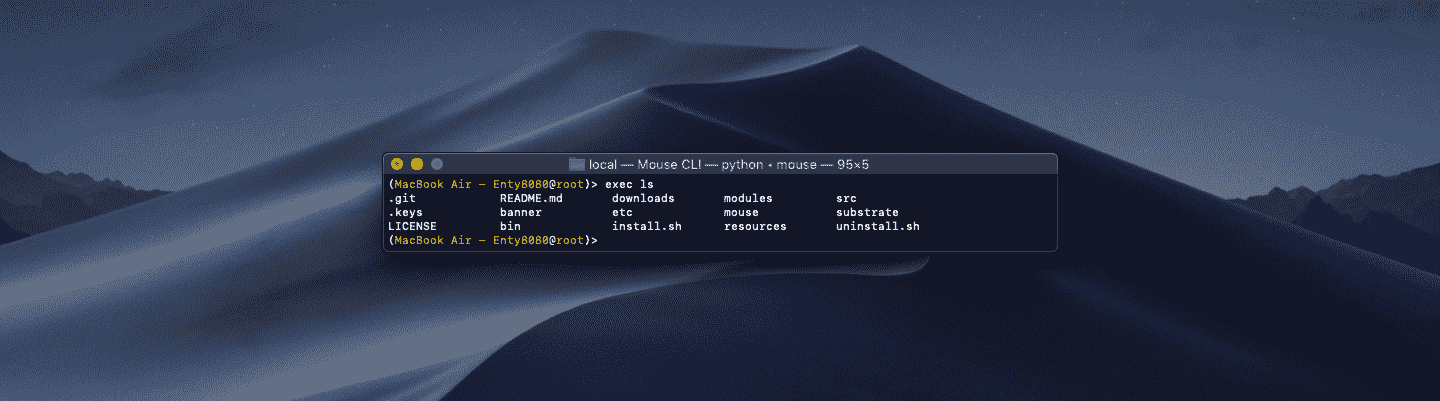 local — Mouse CLI — python • mouse — 95×5
(MacBook Air — Enty8080@root)> exec ls
.git README.md downloads modules src
.keys banner etc mouse substrate
LICENSE bin install.sh resources uninstall.sh
(MacBook Air — Enty8080@root)>